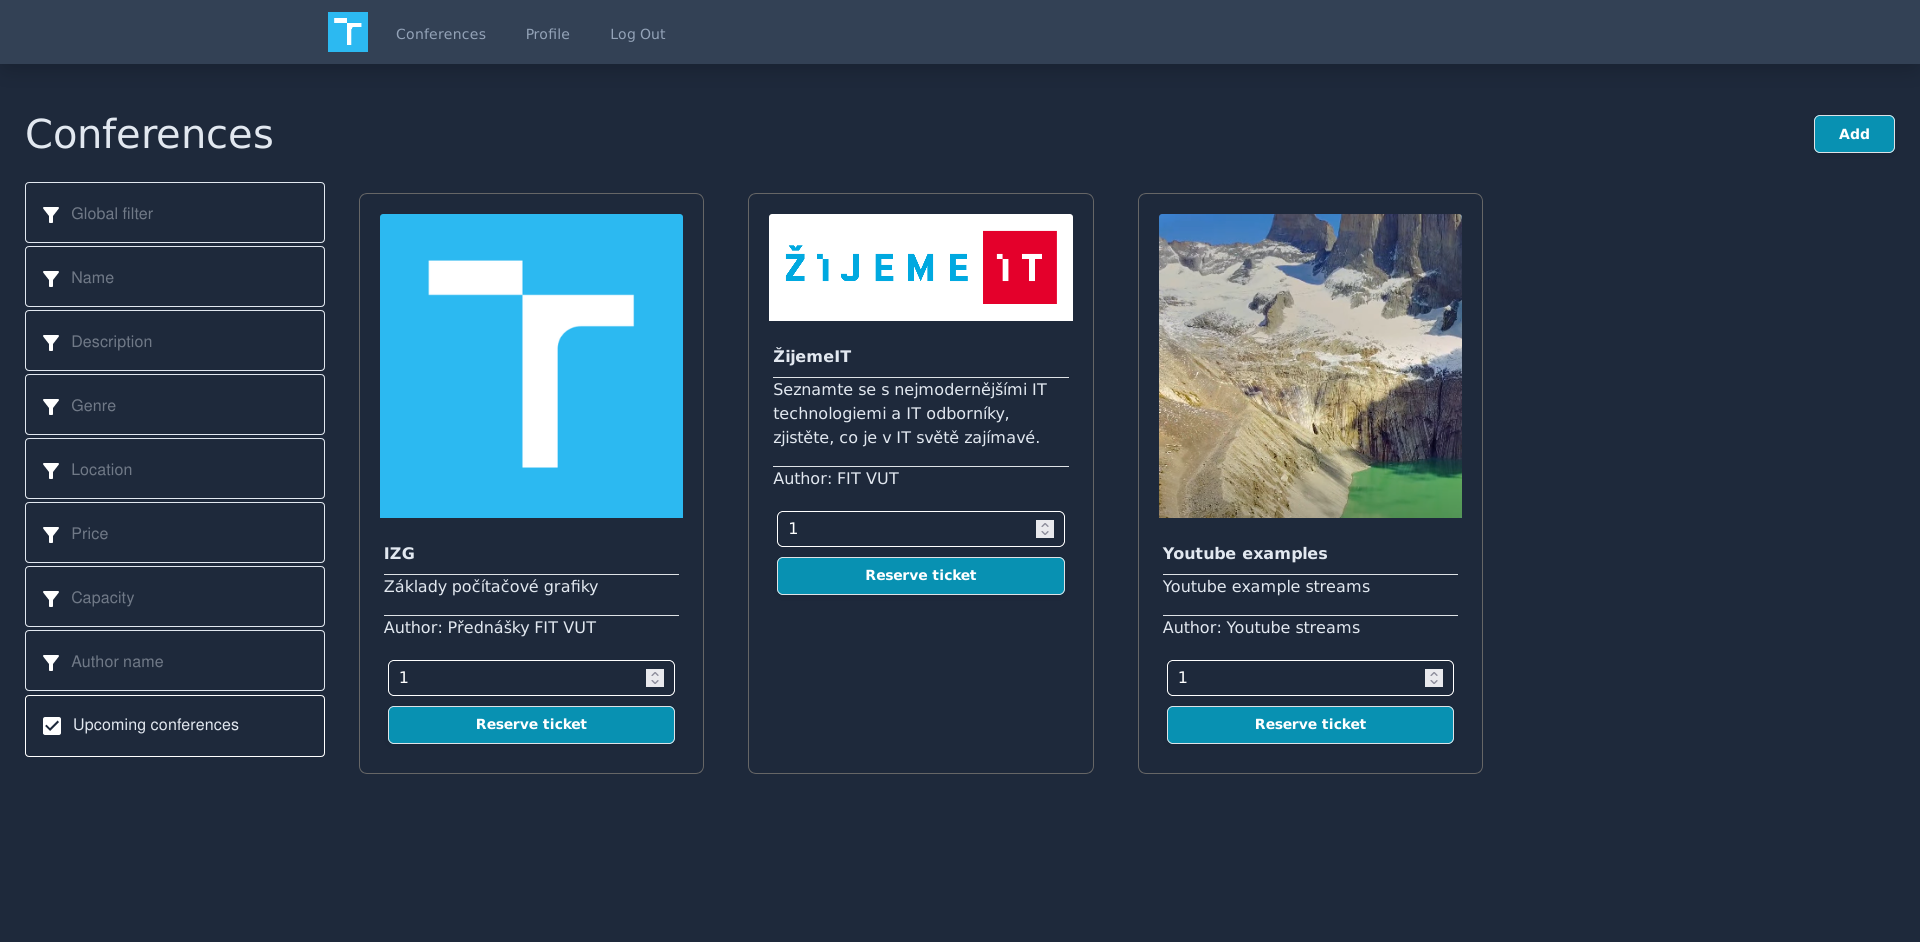 Conferences
Profile
Log Out
Conferences
Add
Global filter
Name
Description
Genre
Location
Price
Capacity
Author name
Upcoming conferences
IZG
Základy počítačové grafiky
Author: Přednášky FIT VUT
1
Reserve ticket
ŽIJEME IT
ŽijemeIT
Seznamte se s nejmodernějšími IT
technologiemi a IT odborníky,
zjistěte, co je v IT světě zajímavé.
Author: FIT VUT
1
Reserve ticket
Youtube examples
Youtube example streams
Author: Youtube streams
1
Reserve ticket